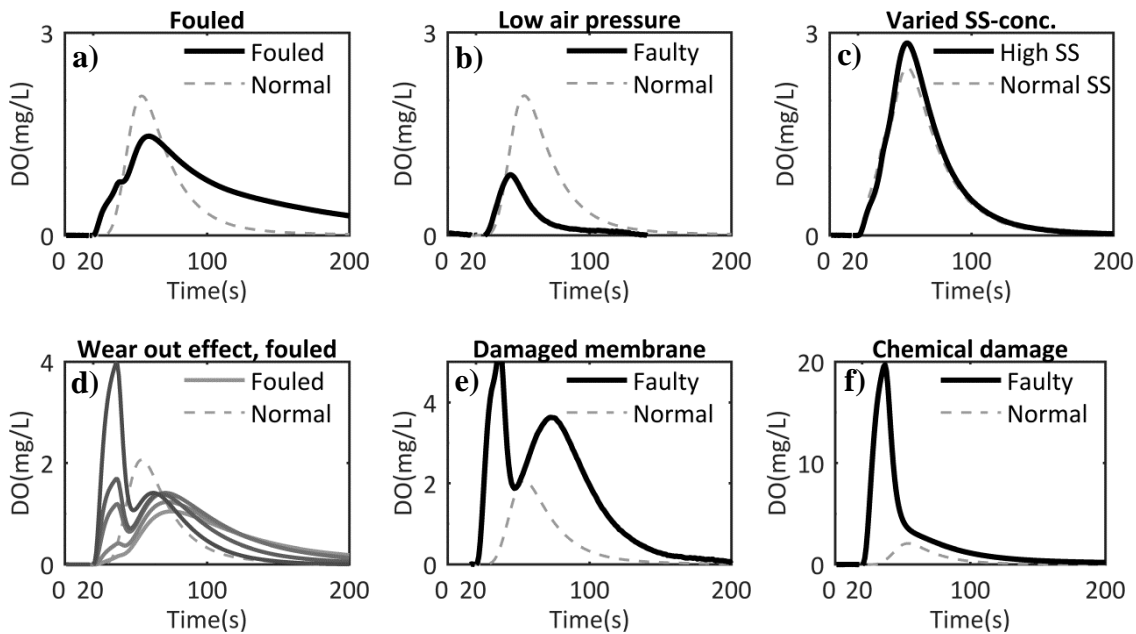 Fouled
a)
Fouled
Normal
3
0
DO(mg/L)
0 20 100 200
Time(s)
Low air pressure
b)
Faulty
Normal
3
0
DO(mg/L)
0 20 100 200
Time(s)
Varied SS-conc.
c)
High SS
Normal SS
3
0
DO(mg/L)
0 20 100 200
Time(s)
Wear out effect, fouled
d)
Fouled
Normal
4
2
0
DO(mg/L)
0 20 100 200
Time(s)
Damaged membrane
e)
Faulty
Normal
4
2
0
DO(mg/L)
0 20 100 200
Time(s)
Chemical damage
f)
Faulty
Normal
20
10
0
DO(mg/L)
0 20 100 200
Time(s)